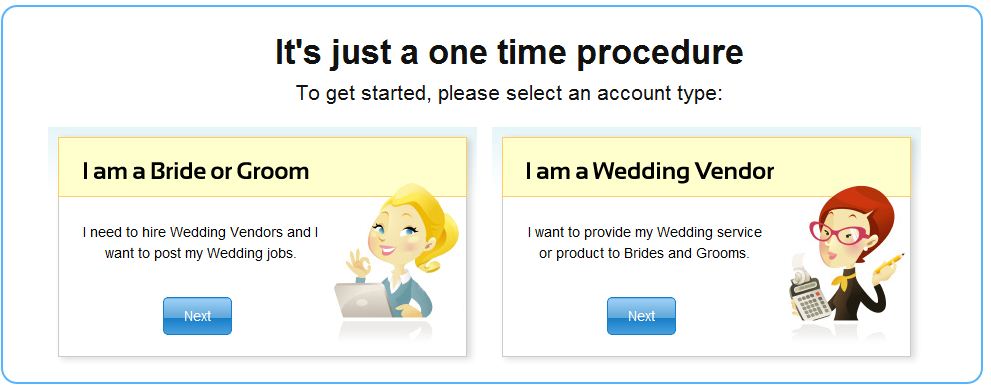 It's just a one time procedure
To get started, please select an account type:
I am a Bride or Groom
I need to hire Wedding Vendors and I
want to post my Wedding jobs.
Next
I am a Wedding Vendor
I want to provide my Wedding service
or product to Brides and Grooms.
Next